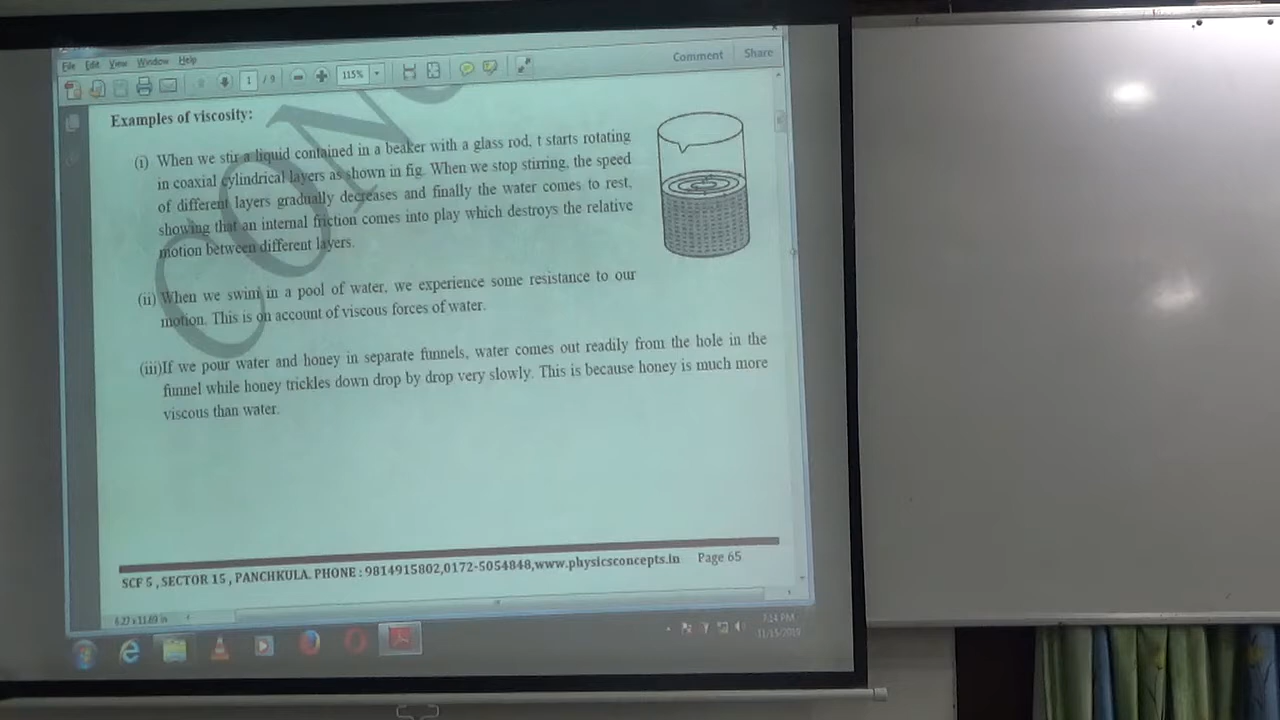 File Edit View Window Help
Comment Share
1 / 9 115%
CON
Examples of viscosity:
(i) When we stir a liquid contained in a beaker with a glass rod, t starts rotating
in coaxial cylindrical layers as shown in fig. When we stop stirring, the speed
of different layers gradually decreases and finally the water comes to rest,
showing that an internal friction comes into play which destroys the relative
motion between different layers.
(ii) When we swim in a pool of water, we experience some resistance to our
motion. This is on account of viscous forces of water.
(iii)If we pour water and honey in separate funnels, water comes out readily from the hole in the
funnel while honey trickles down drop by drop very slowly. This is because honey is much more
viscous than water.
SCF 5 , SECTOR 15 , PANCHKULA. PHONE : 9814915802,0172-5054848,www.physicsconcepts.in Page 65
7:14 PM